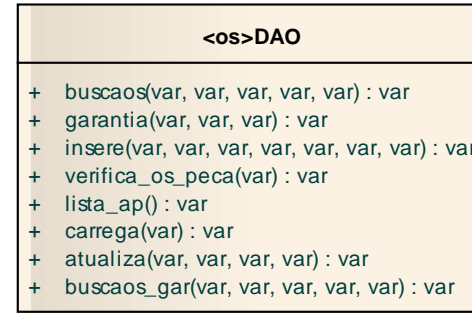 <os>DAO
+ buscaos(var, var, var, var, var) : var
+ garantia(var, var, var) : var
+ insere(var, var, var, var, var, var, var) : var
+ verifica_os_peca(var) : var
+ lista_ap() : var
+ carrega(var) : var
+ atualiza(var, var, var, var) : var
+ buscaos_gar(var, var, var, var, var) : var